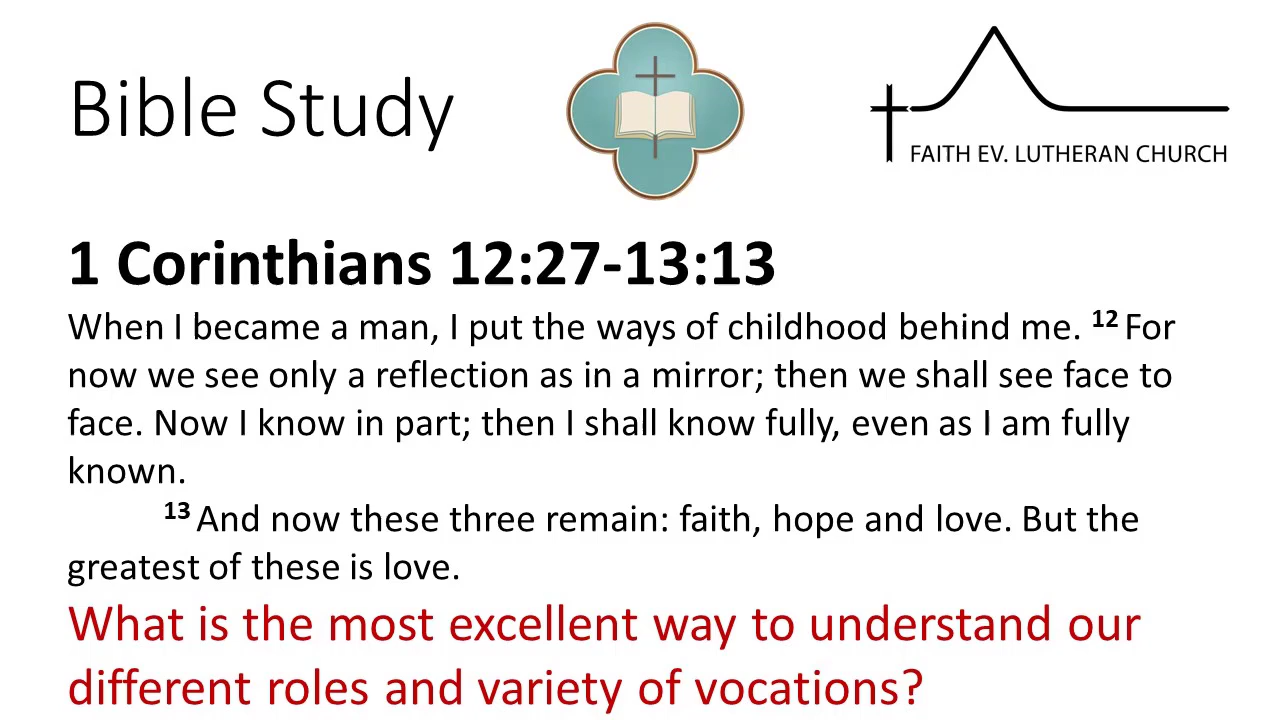 Bible Study
FAITH EV. LUTHERAN CHURCH
1 Corinthians 12:27-13:13
When I became a man, I put the ways of childhood behind me. 12 For
now we see only a reflection as in a mirror; then we shall see face to
face. Now I know in part; then I shall know fully, even as I am fully
known.
13 And now these three remain: faith, hope and love. But the
greatest of these is love.
What is the most excellent way to understand our
different roles and variety of vocations?